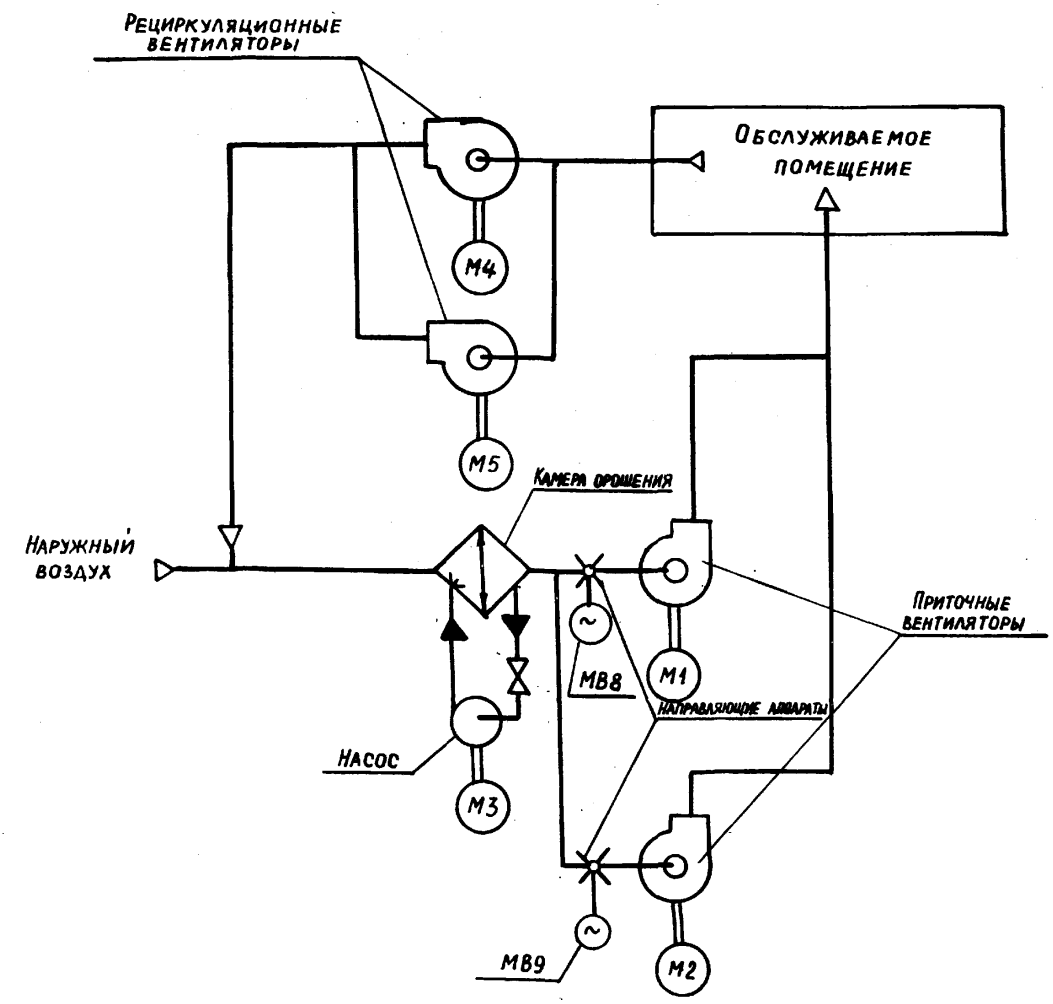 Рециркуляционные
вентиляторы
Обслуживаемое
помещение
М4
М5
Камера орошения
Наружный
воздух
Приточные
вентиляторы
~
МВ8
М1
Направляющие аппараты
Насос
М3
~
МВ9
М2